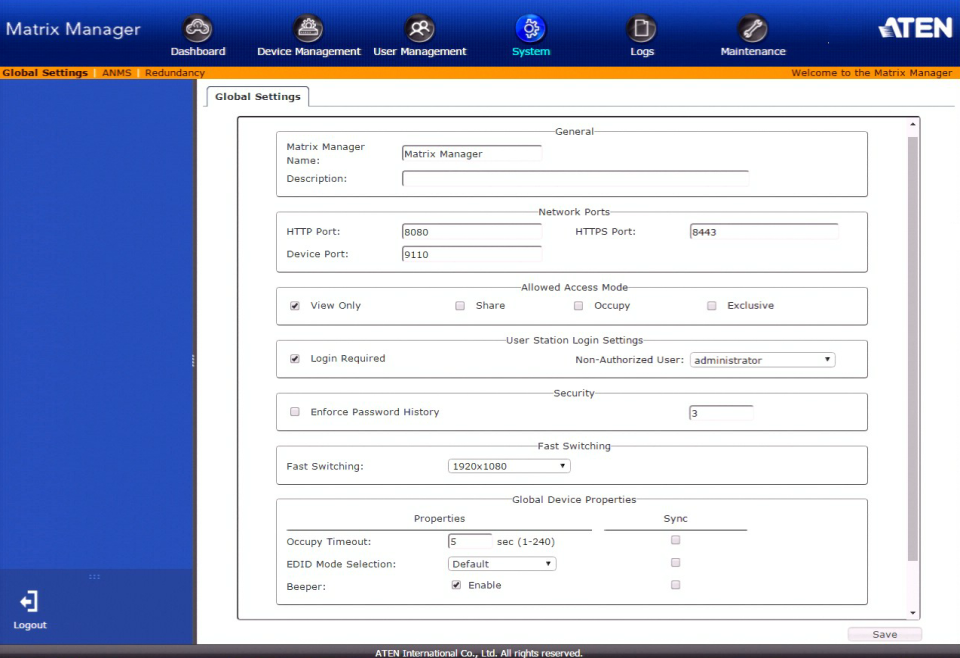 Matrix Manager
Dashboard
Device Management
User Management
System
Logs
Maintenance
ATEN
Global Settings | ANMS | Redundancy
Welcome to the Matrix Manager
Global Settings
General
Matrix Manager Name: Matrix Manager
Description:
Network Ports
HTTP Port: 8080 HTTPS Port: 8443
Device Port: 9110
Allowed Access Mode
View Only Share Occupy Exclusive
User Station Login Settings
Login Required Non-Authorized User: administrator
Security
Enforce Password History 3
Fast Switching
Fast Switching: 1920x1080
Global Device Properties
Properties Sync
Occupy Timeout: 5 sec (1-240)
EDID Mode Selection: Default
Beeper: Enable
Logout
Save
ATEN International Co., Ltd. All rights reserved.